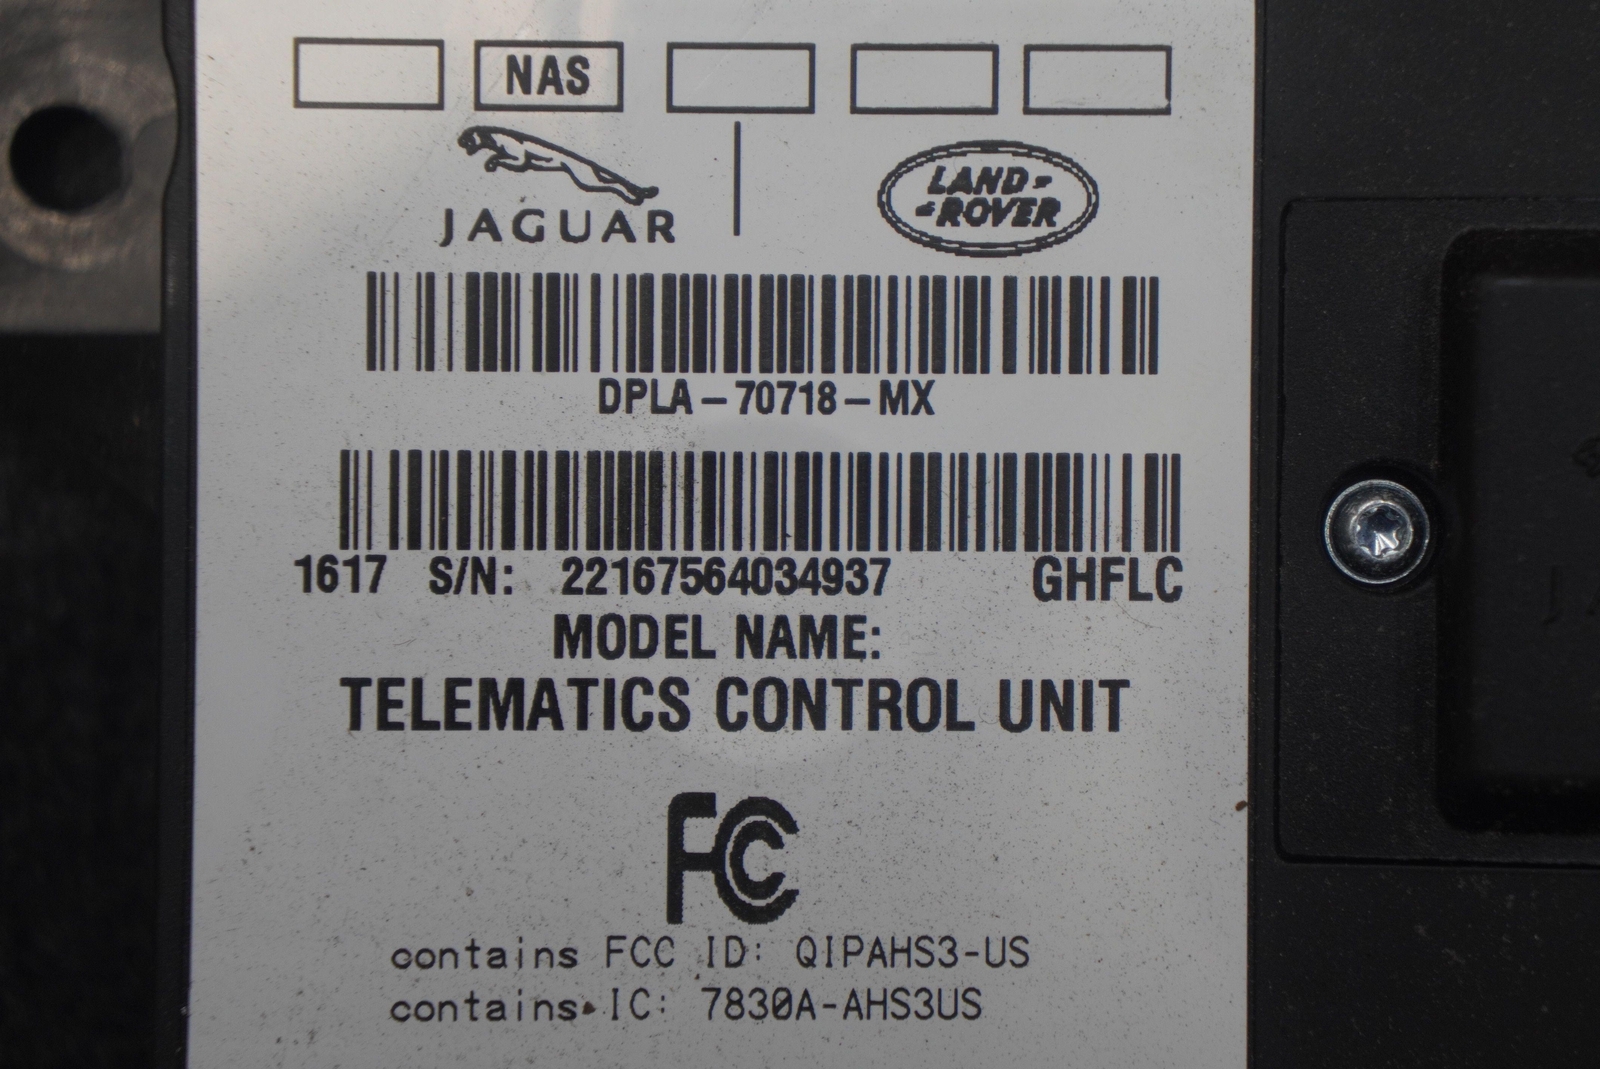 NAS
JAGUAR
LAND-
-ROVER
DPLA-70718-MX
1617 S/N: 22167564034937 GHFLC
MODEL NAME:
TELEMATICS CONTROL UNIT
FC
contains FCC ID: QIPAHS3-US
contains IC: 7830A-AHS3US